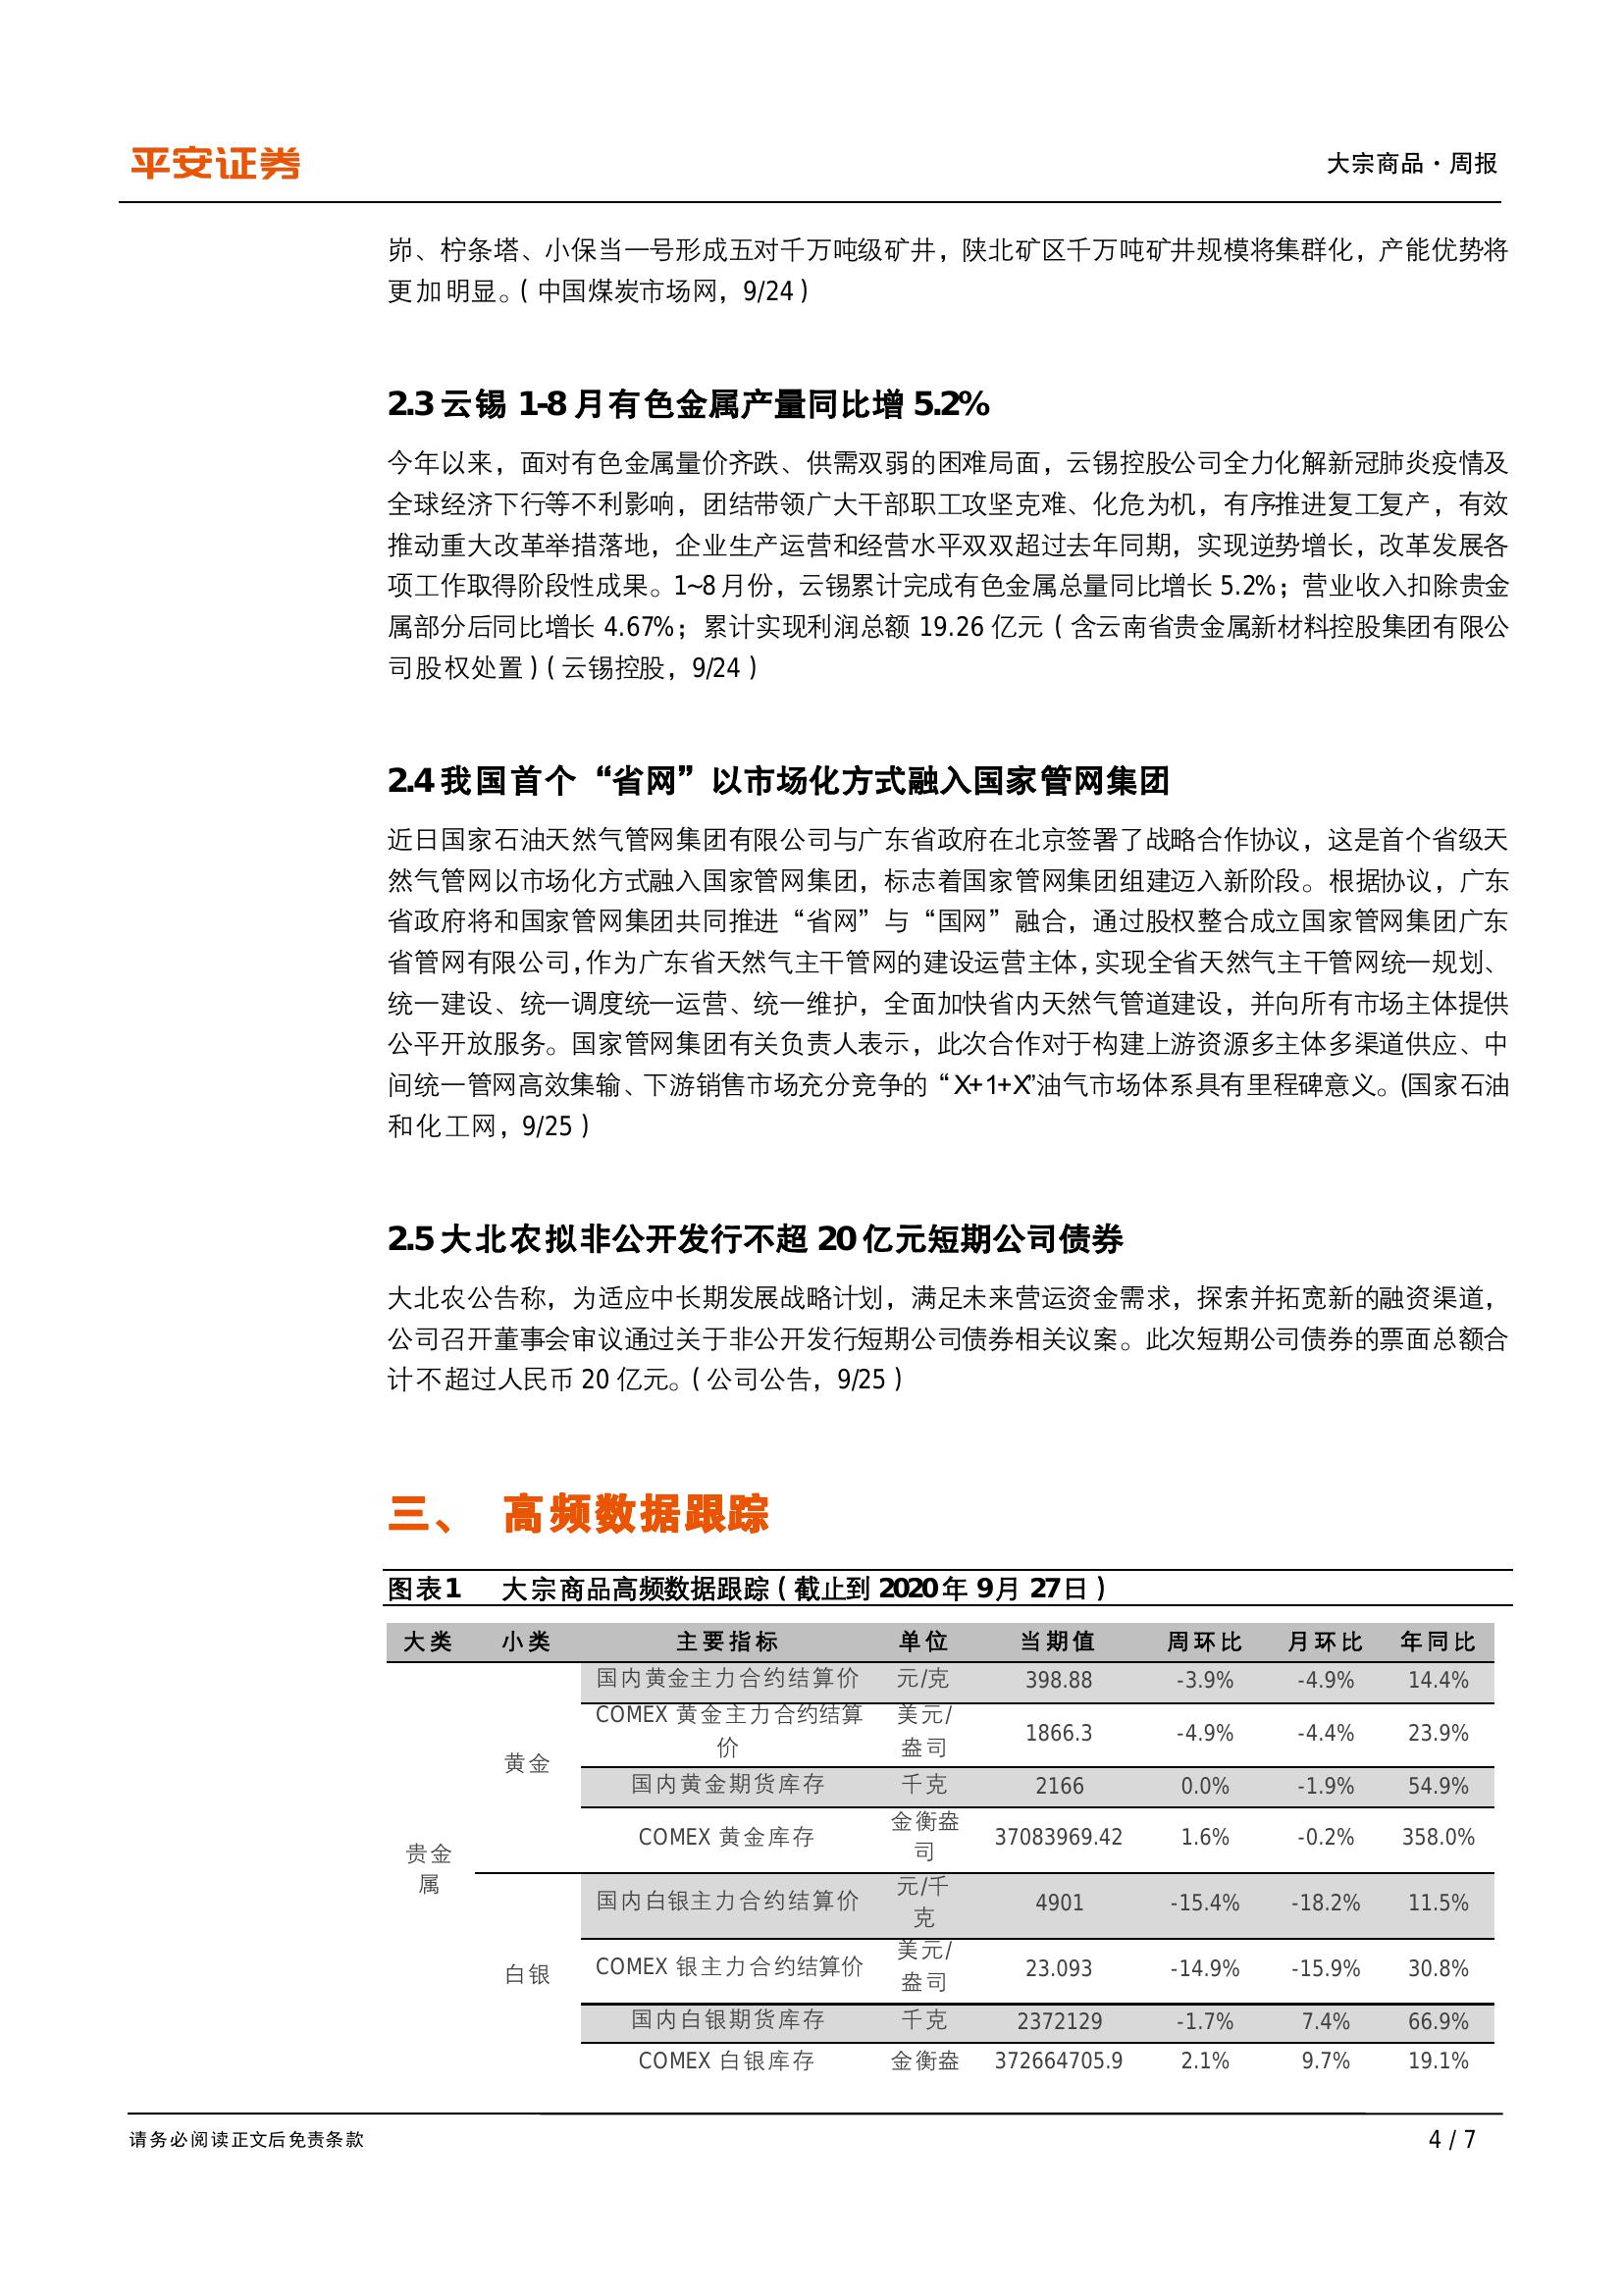 平安证券
大宗商品·周报
峁、柠条塔、小保当一号形成五对千万吨级矿井，陕北矿区千万吨矿井规模将集群化，产能优势将
更加明显。（中国煤炭市场网，9/24）
2.3 云锡 1-8 月有色金属产量同比增 5.2%
今年以来，面对有色金属量价齐跌、供需双弱的困难局面，云锡控股公司全力化解新冠肺炎疫情及
全球经济下行等不利影响，团结带领广大干部职工攻坚克难、化危为机，有序推进复工复产，有效
推动重大改革举措落地，企业生产运营和经营水平双双超过去年同期，实现逆势增长，改革发展各
项工作取得阶段性成果。1~8 月份，云锡累计完成有色金属总量同比增长 5.2%；营业收入扣除贵金
属部分后同比增长 4.67%；累计实现利润总额 19.26 亿元（含云南省贵金属新材料控股集团有限公
司股权处置）（云锡控股，9/24）
2.4 我国首个“省网”以市场化方式融入国家管网集团
近日国家石油天然气管网集团有限公司与广东省政府在北京签署了战略合作协议，这是首个省级天
然气管网以市场化方式融入国家管网集团，标志着国家管网集团组建迈入新阶段。根据协议，广东
省政府将和国家管网集团共同推进“省网”与“国网”融合，通过股权整合成立国家管网集团广东
省管网有限公司，作为广东省天然气主干管网的建设运营主体，实现全省天然气主干管网统一规划、
统一建设、统一调度统一运营、统一维护，全面加快省内天然气管道建设，并向所有市场主体提供
公平开放服务。国家管网集团有关负责人表示，此次合作对于构建上游资源多主体多渠道供应、中
间统一管网高效集输、下游销售市场充分竞争的“X+1+X”油气市场体系具有里程碑意义。(国家石油
和化工网，9/25）
2.5 大北农拟非公开发行不超 20 亿元短期公司债券
大北农公告称，为适应中长期发展战略计划，满足未来营运资金需求，探索并拓宽新的融资渠道，
公司召开董事会审议通过关于非公开发行短期公司债券相关议案。此次短期公司债券的票面总额合
计不超过人民币 20 亿元。（公司公告，9/25）
三、 高频数据跟踪
图表1 大宗商品高频数据跟踪（截止到 2020 年 9 月 27 日）
大类 小类 主要指标 单位 当期值 周环比 月环比 年同比
国内黄金主力合约结算价 元/克 398.88 -3.9% -4.9% 14.4%
COMEX 黄金主力合约结算 美元/
1866.3 -4.9% -4.4% 23.9%
价 盎司
黄金
国内黄金期货库存 千克 2166 0.0% -1.9% 54.9%
金衡盎
COMEX 黄金库存 37083969.42 1.6% -0.2% 358.0%
司
贵金
属
元/千
国内白银主力合约结算价 4901 -15.4% -18.2% 11.5%
克
美元/
COMEX 银主力合约结算价 23.093 -14.9% -15.9% 30.8%
白银
盎司
国内白银期货库存 千克 2372129 -1.7% 7.4% 66.9%
COMEX 白银库存 金衡盎 372664705.9 2.1% 9.7% 19.1%
请务必阅读正文后免责条款
4 / 7